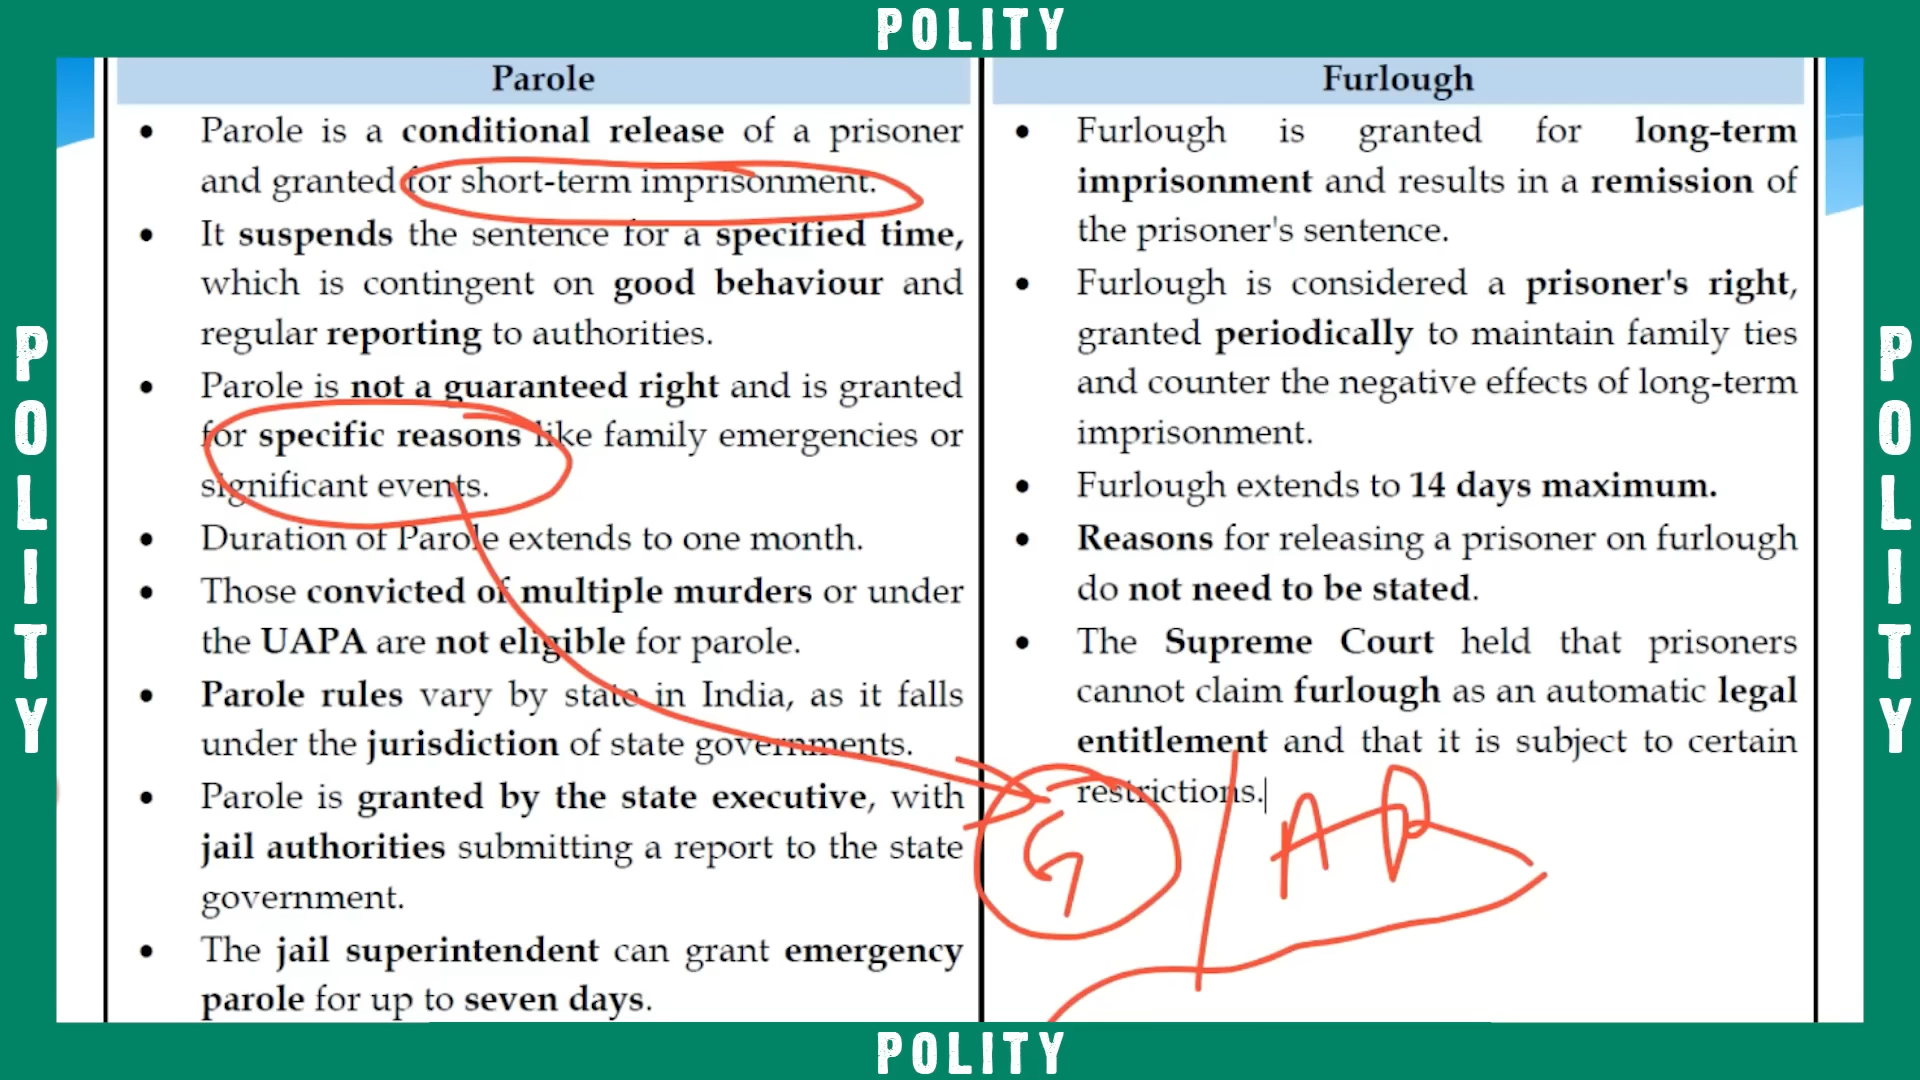 POLITY
POLITY
POLITY
Parole
Parole is a conditional release of a prisoner
and granted for short-term imprisonment.
It suspends the sentence for a specified time,
which is contingent on good behaviour and
regular reporting to authorities.
Parole is not a guaranteed right and is granted
for specific reasons like family emergencies or
significant events.
Duration of Parole extends to one month.
Those convicted of multiple murders or under
the UAPA are not eligible for parole.
Parole rules vary by state in India, as it falls
under the jurisdiction of state governments.
Parole is granted by the state executive, with
jail authorities submitting a report to the state
government.
The jail superintendent can grant emergency
parole for up to seven days.
Furlough
Furlough is granted for long-term
imprisonment and results in a remission of
the prisoner's sentence.
Furlough is considered a prisoner's right,
granted periodically to maintain family ties
and counter the negative effects of long-term
imprisonment.
Furlough extends to 14 days maximum.
Reasons for releasing a prisoner on furlough
do not need to be stated.
The Supreme Court held that prisoners
cannot claim furlough as an automatic legal
entitlement and that it is subject to certain
restrictions.
POLITY